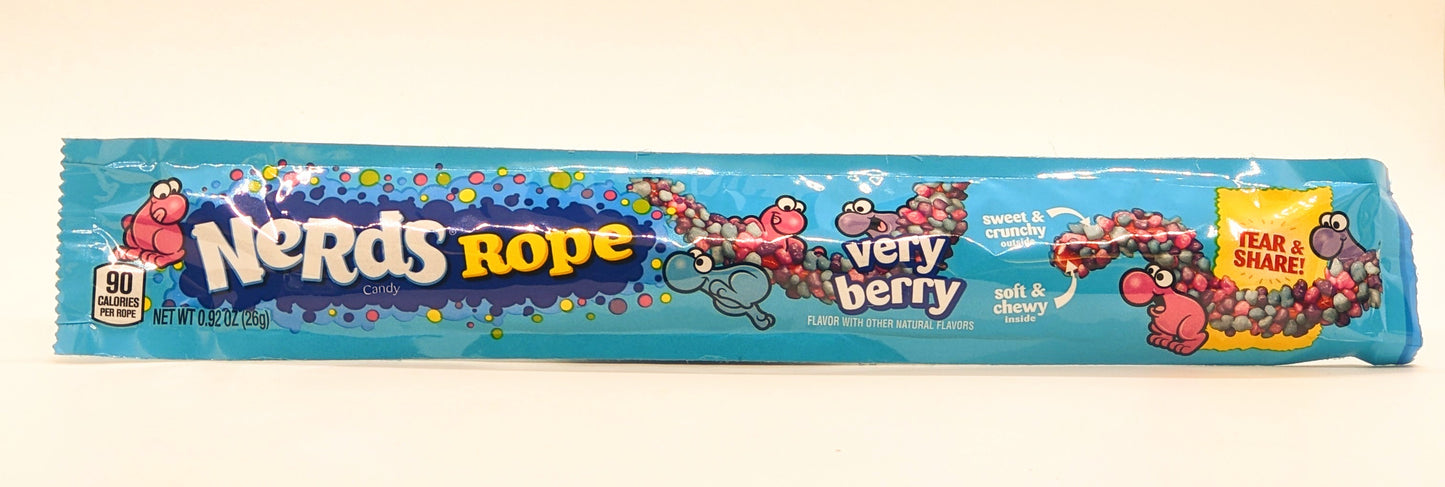 NeRds ROPe
Candy
90
CALORIES
PER ROPE
NET WT 0.92 OZ (26g)
very
berry
FLAVOR WITH OTHER NATURAL FLAVORS
sweet &
crunchy
outside
soft &
chewy
inside
TEAR &
SHARE!